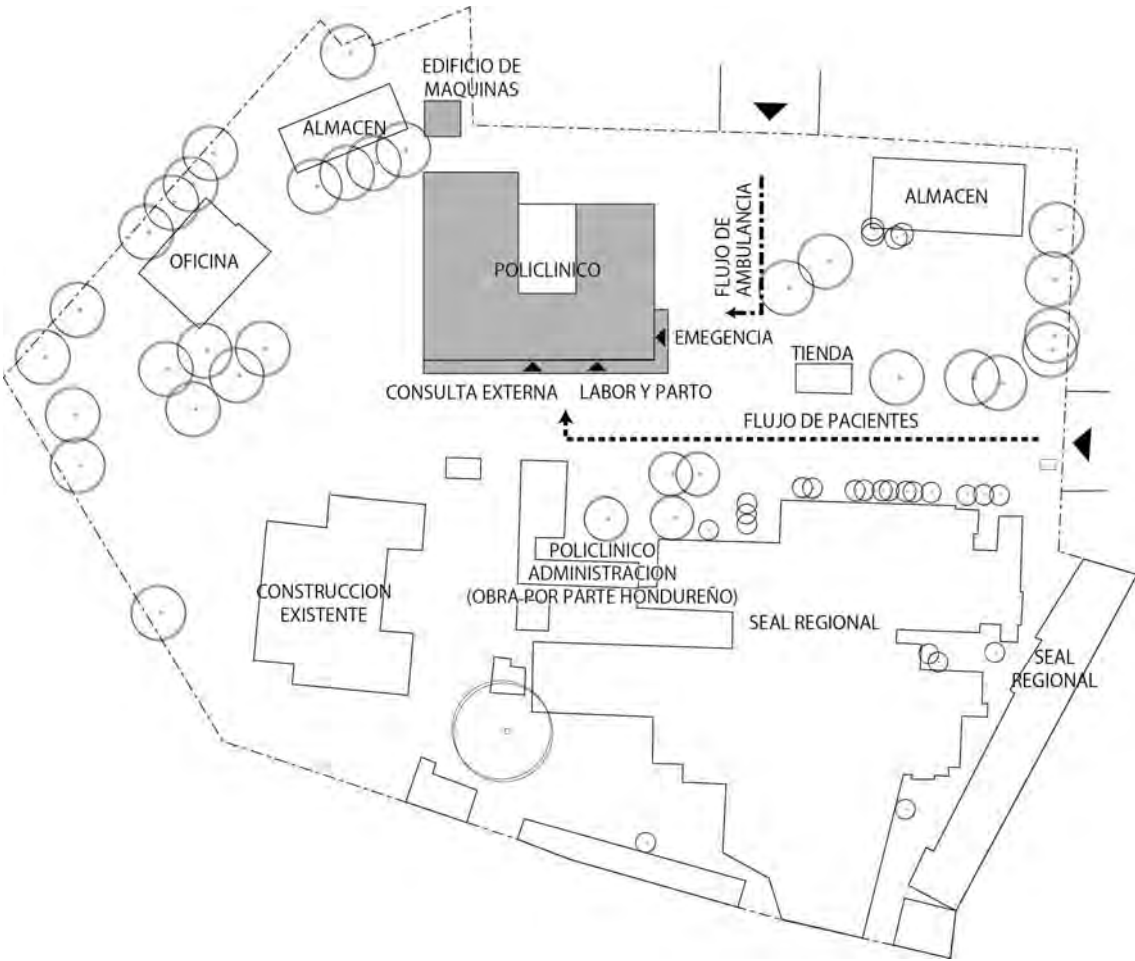 EDIFICIO DE
MAQUINAS
ALMACEN
ALMACEN
OFICINA
POLICLINICO
FLUJO DE
AMBULANCIA
EMEGENCIA
TIENDA
CONSULTA EXTERNA
LABOR Y PARTO
FLUJO DE PACIENTES
POLICLINICO
ADMINISTRACION
(OBRA POR PARTE HONDUREÑO)
CONSTRUCCION
EXISTENTE
SEAL REGIONAL
SEAL
REGIONAL